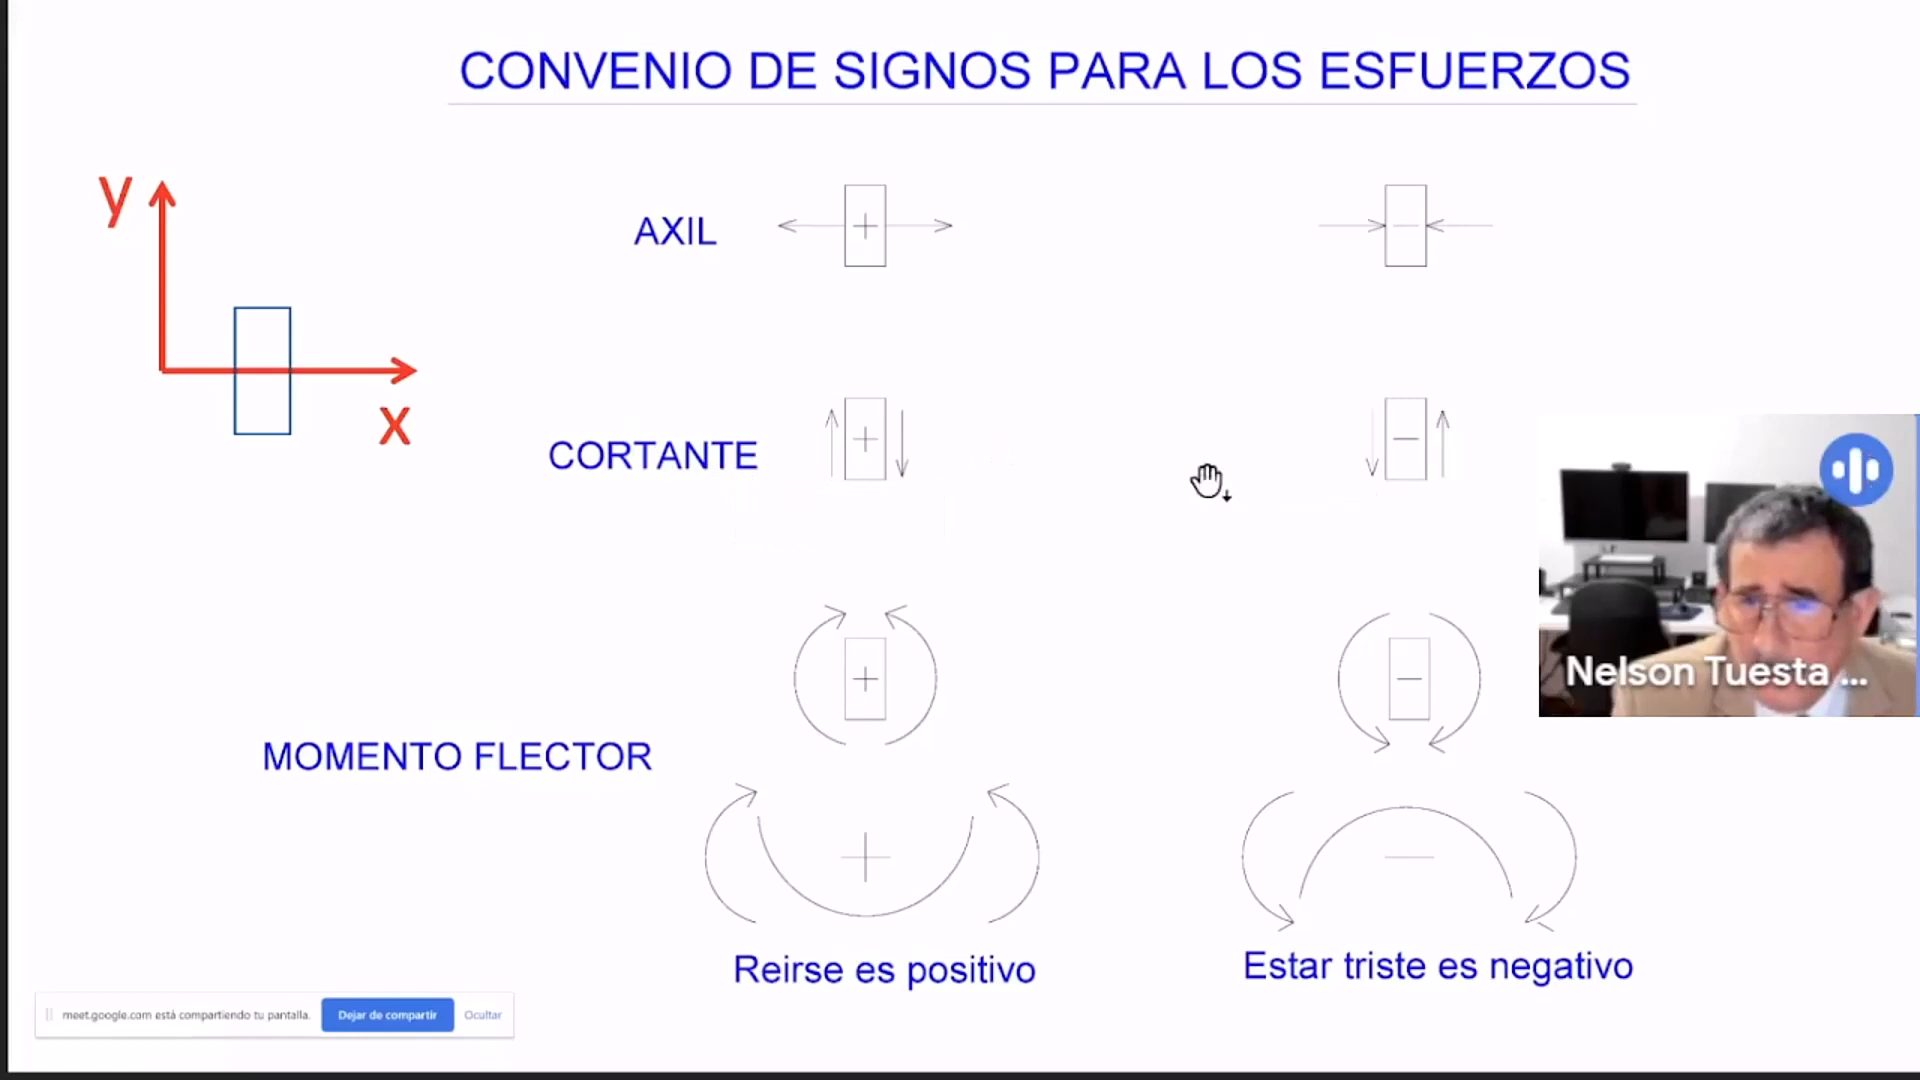 CONVENIO DE SIGNOS PARA LOS ESFUERZOS
y
x
AXIL
+
−
CORTANTE
+
−
MOMENTO FLECTOR
+
−
+
−
Reirse es positivo
Estar triste es negativo
Nelson Tuesta ...
meet.google.com está compartiendo tu pantalla.
Dejar de compartir
Ocultar